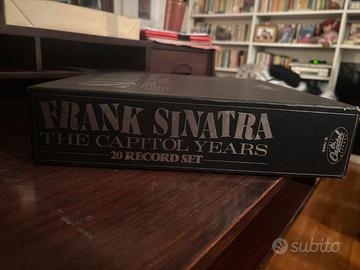 FRANK SINATRA
THE CAPITOL YEARS
20 RECORD SET
Capitol
subito